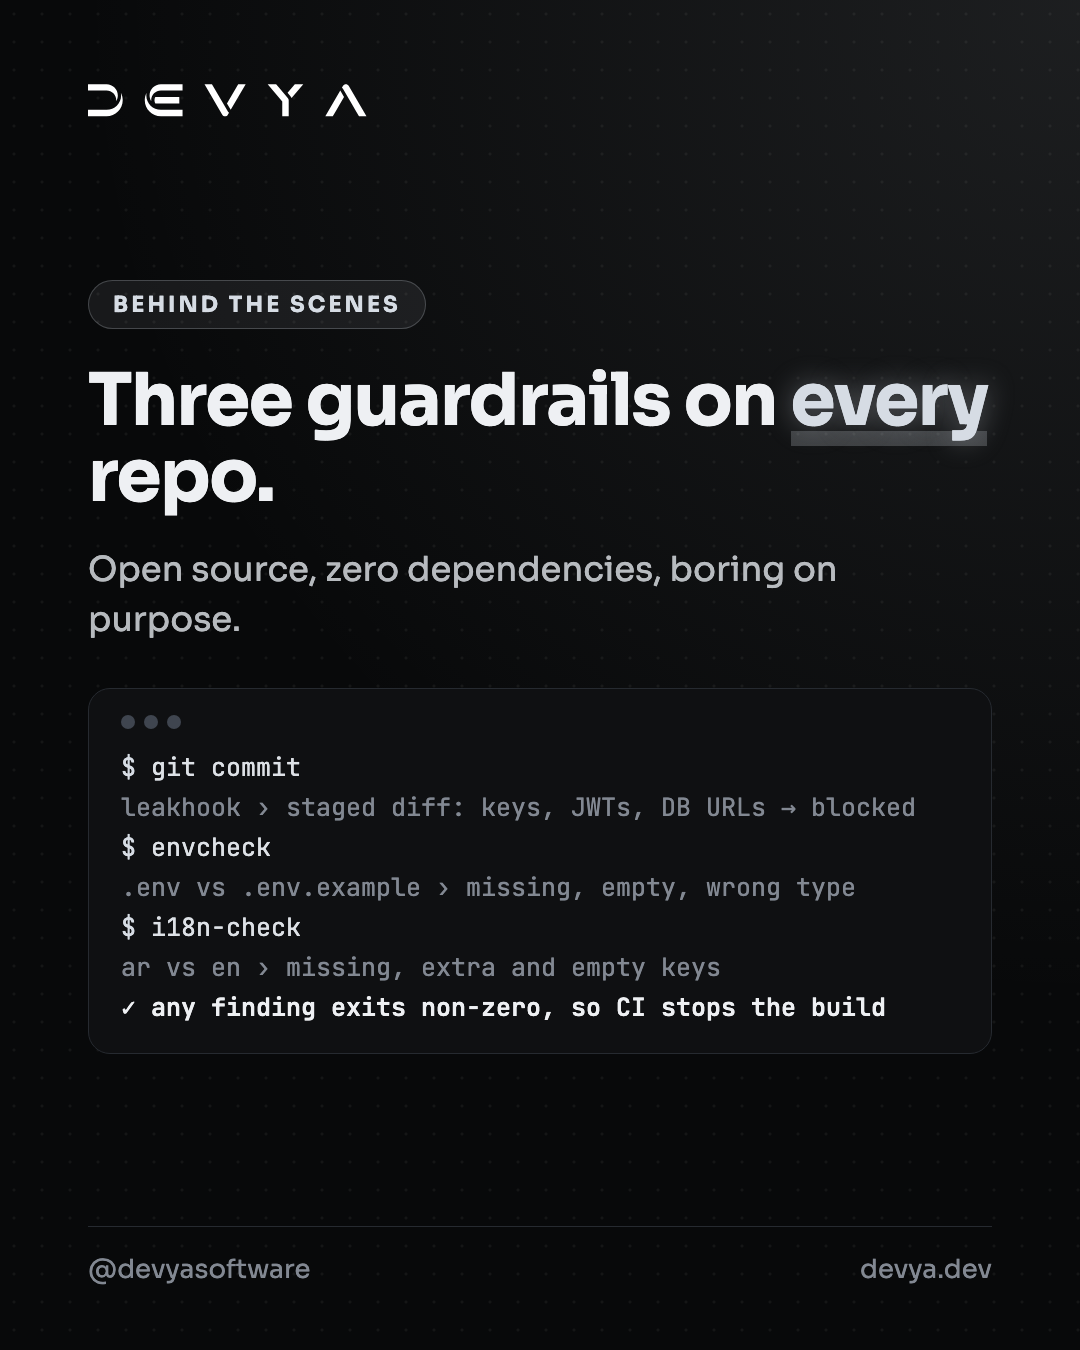 DEVYA
BEHIND THE SCENES
Three guardrails on every
repo.
Open source, zero dependencies, boring on
purpose.
$ git commit
leakhook › staged diff: keys, JWTs, DB URLs → blocked
$ envcheck
.env vs .env.example › missing, empty, wrong type
$ i18n-check
ar vs en › missing, extra and empty keys
✓ any finding exits non-zero, so CI stops the build
@devyasoftware
devya.dev